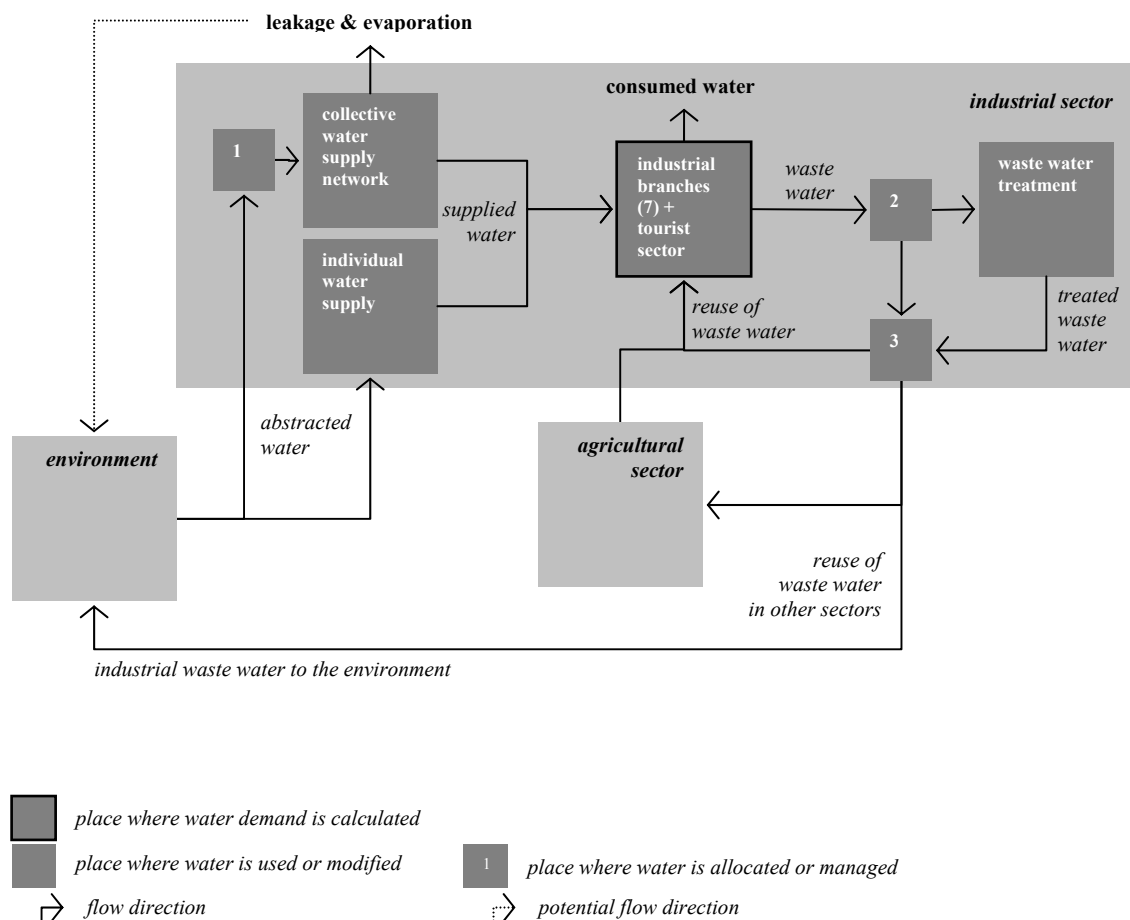 leakage & evaporation
consumed water
industrial sector
1
collective
water
supply
network
supplied
water
individual
water
supply
industrial
branches
(7) +
tourist
sector
waste
water
2
waste water
treatment
reuse of
waste water
3
treated
waste
water
abstracted
water
environment
agricultural
sector
reuse of
waste water
in other sectors
industrial waste water to the environment
place where water demand is calculated
place where water is used or modified
1
place where water is allocated or managed
flow direction
potential flow direction